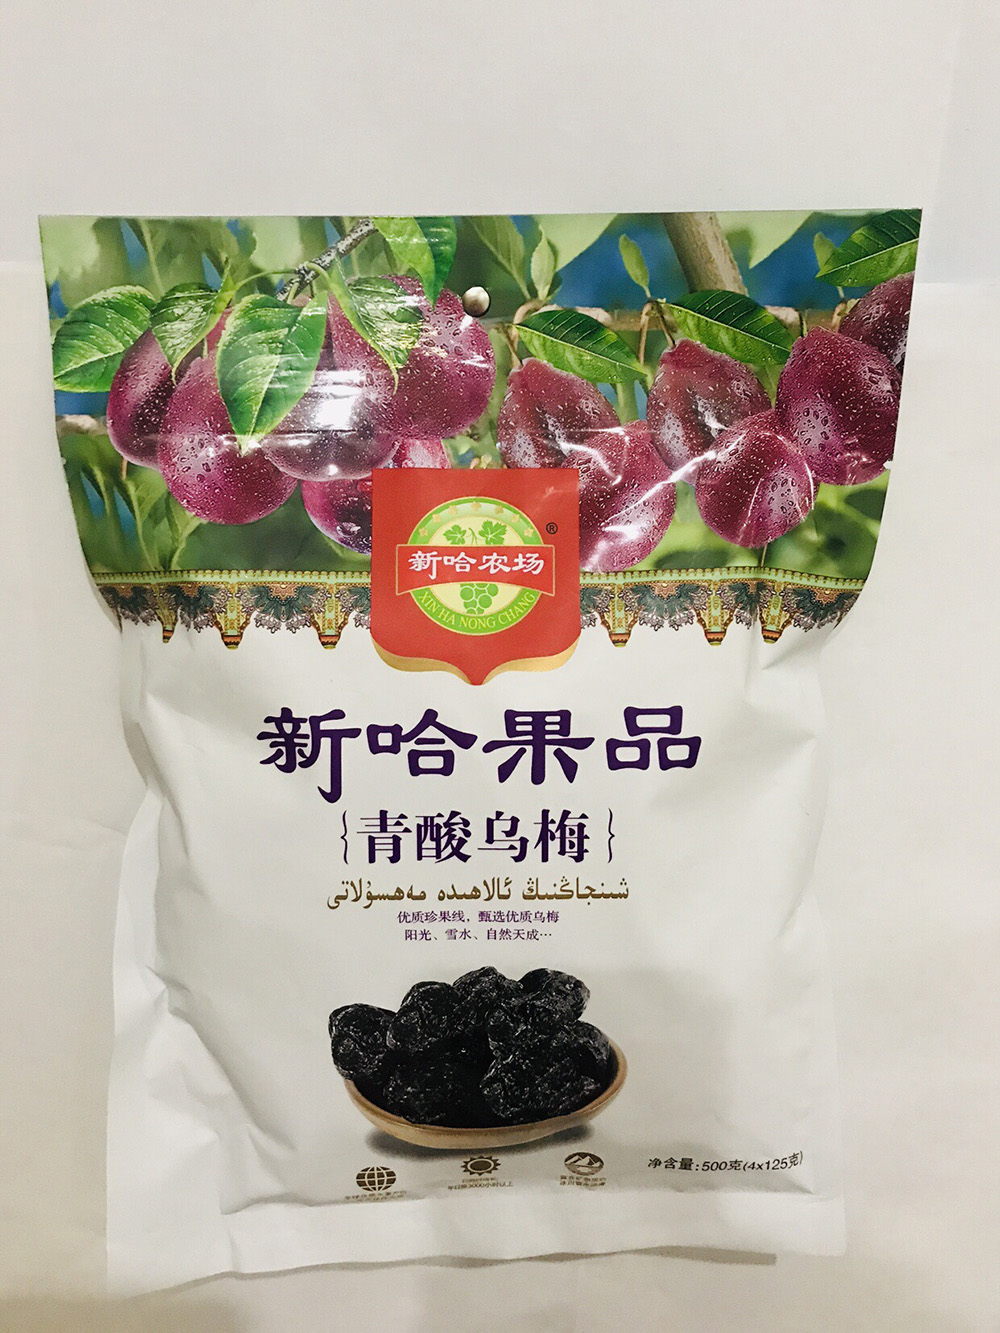 新哈农场
®
XIN HA NONG CHANG
新哈果品
{青酸乌梅}
شىنجاڭنىڭ ئالاھىدە مەھسۇلاتى
优质珍果线，甄选优质乌梅
阳光、雪水、自然天成…
净含量:500克(4x125克)